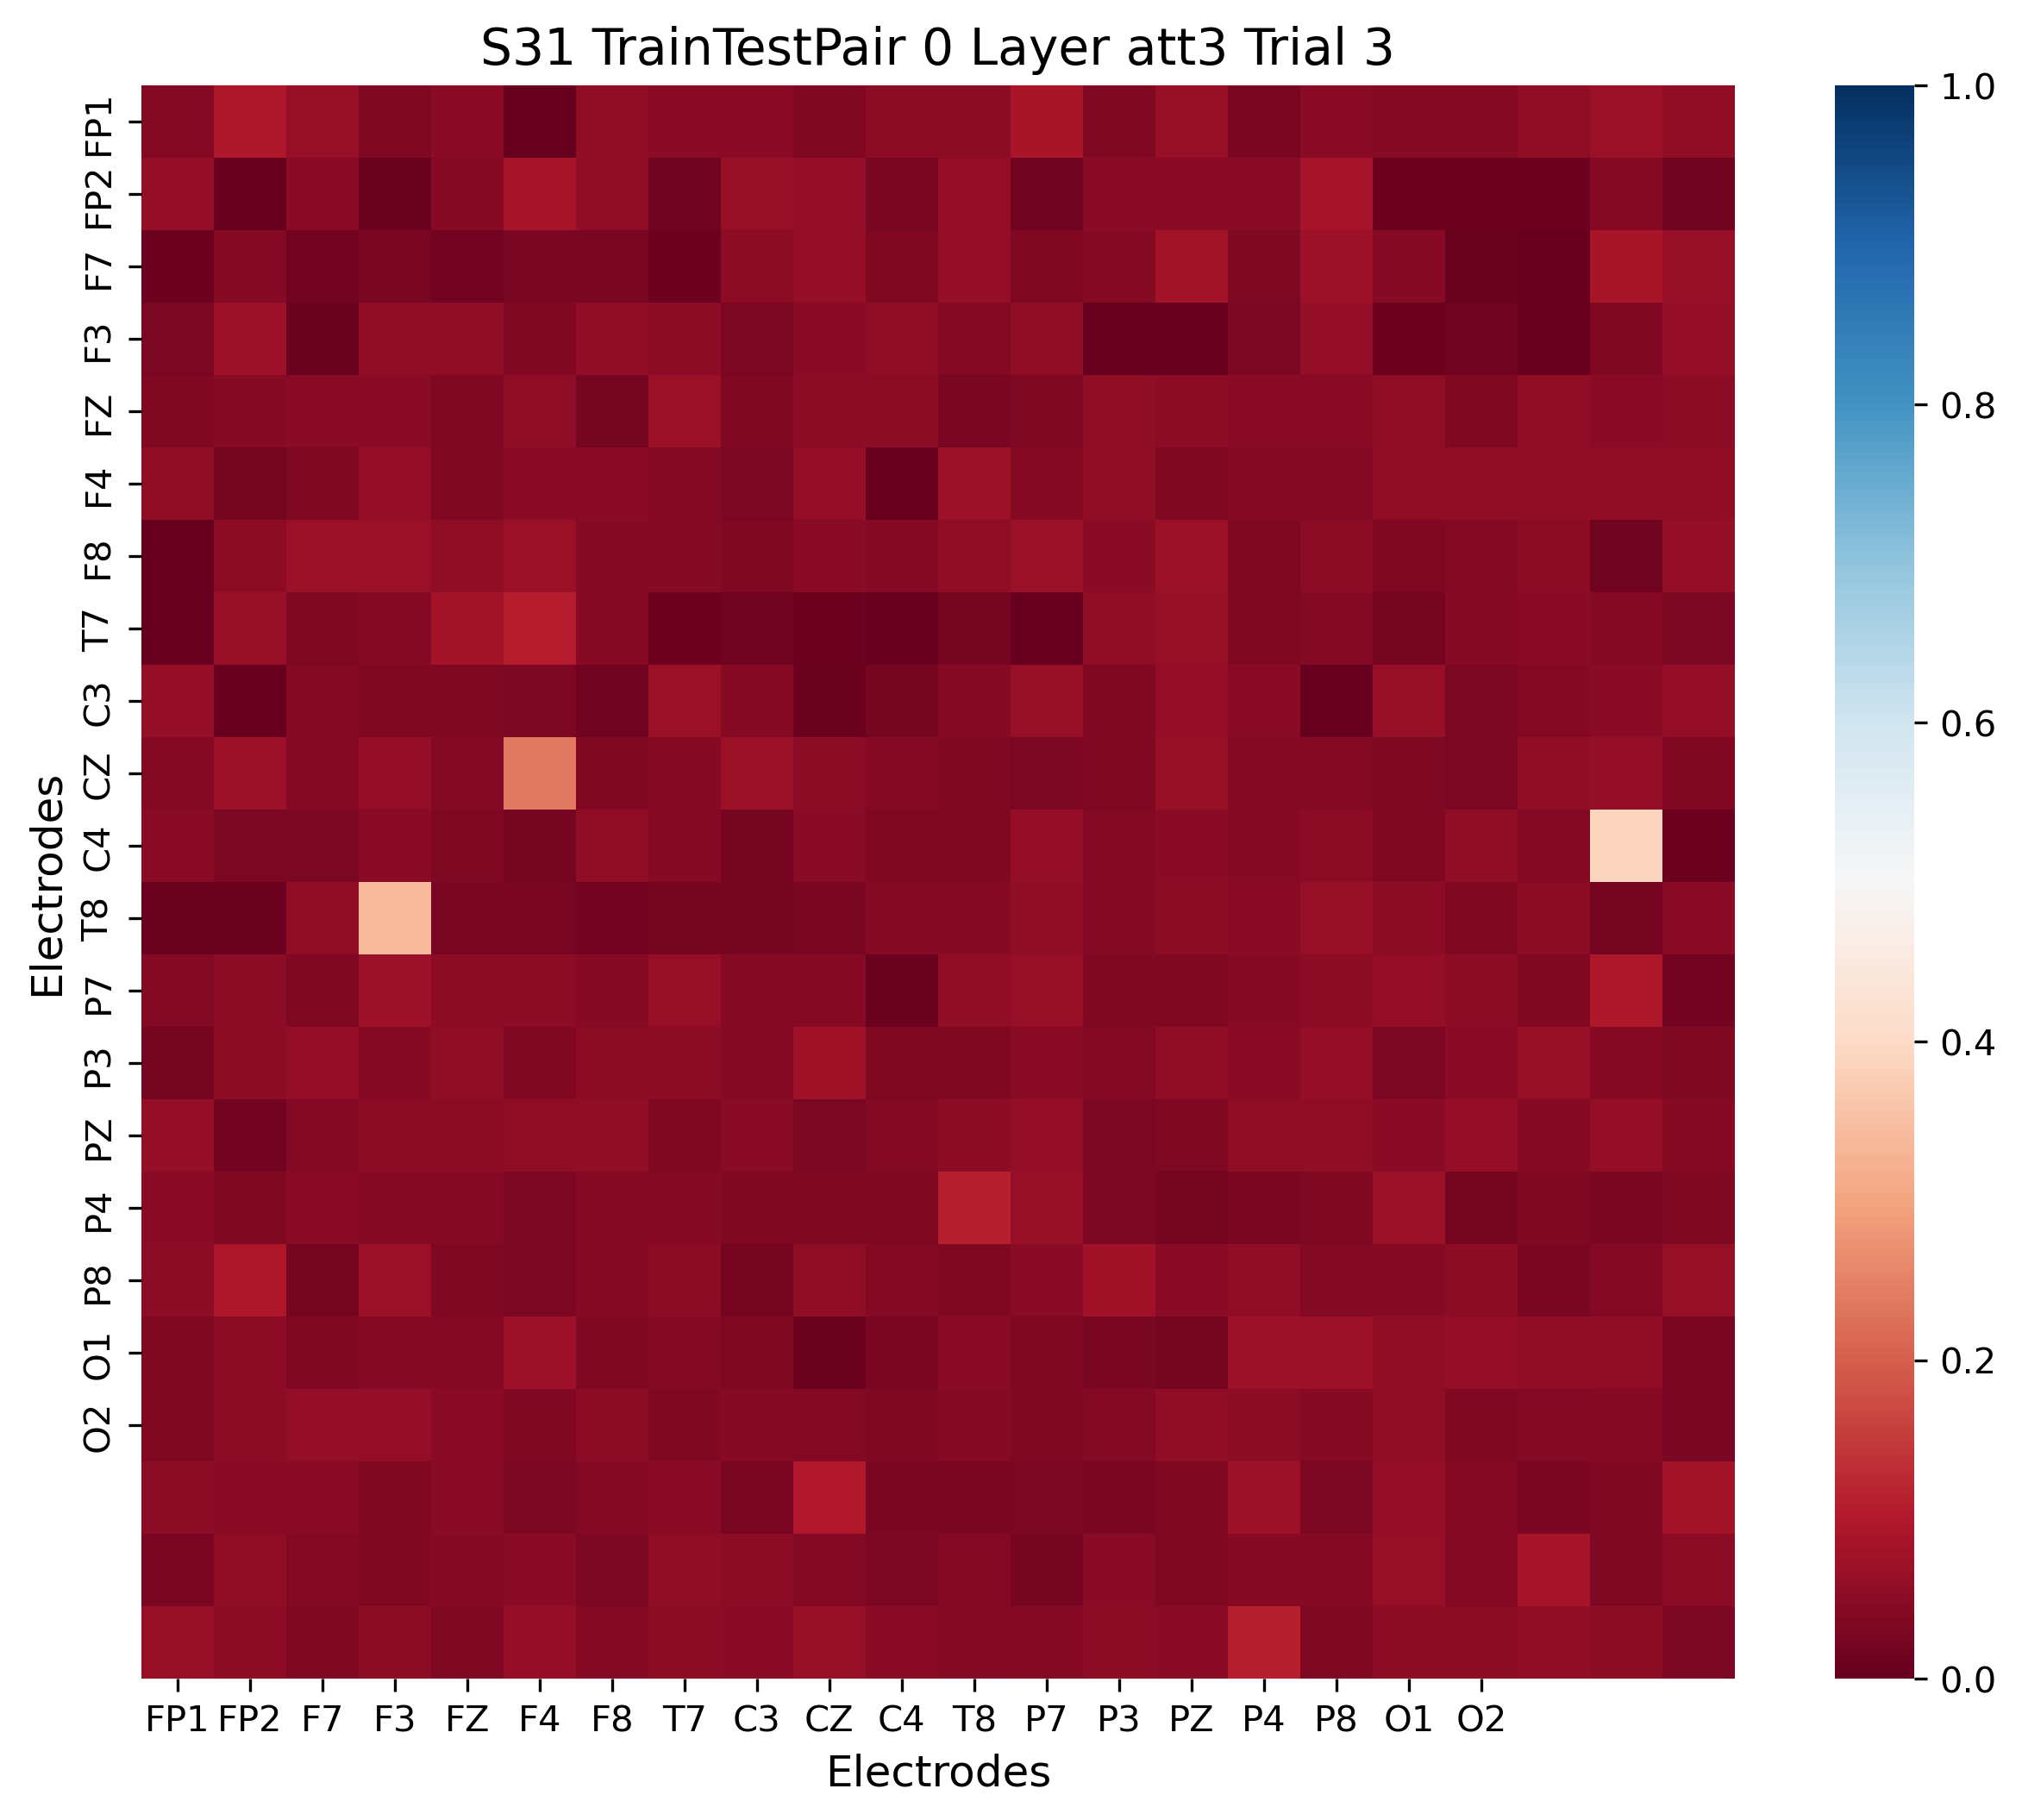 S31 TrainTestPair 0 Layer att3 Trial 3
Electrodes
FP1
FP2
F7
F3
FZ
F4
F8
T7
C3
CZ
C4
T8
P7
P3
PZ
P4
P8
O1
O2
FP1 FP2 F7 F3 FZ F4 F8 T7 C3 CZ C4 T8 P7 P3 PZ P4 P8 O1 O2
Electrodes
1.0
0.8
0.6
0.4
0.2
0.0